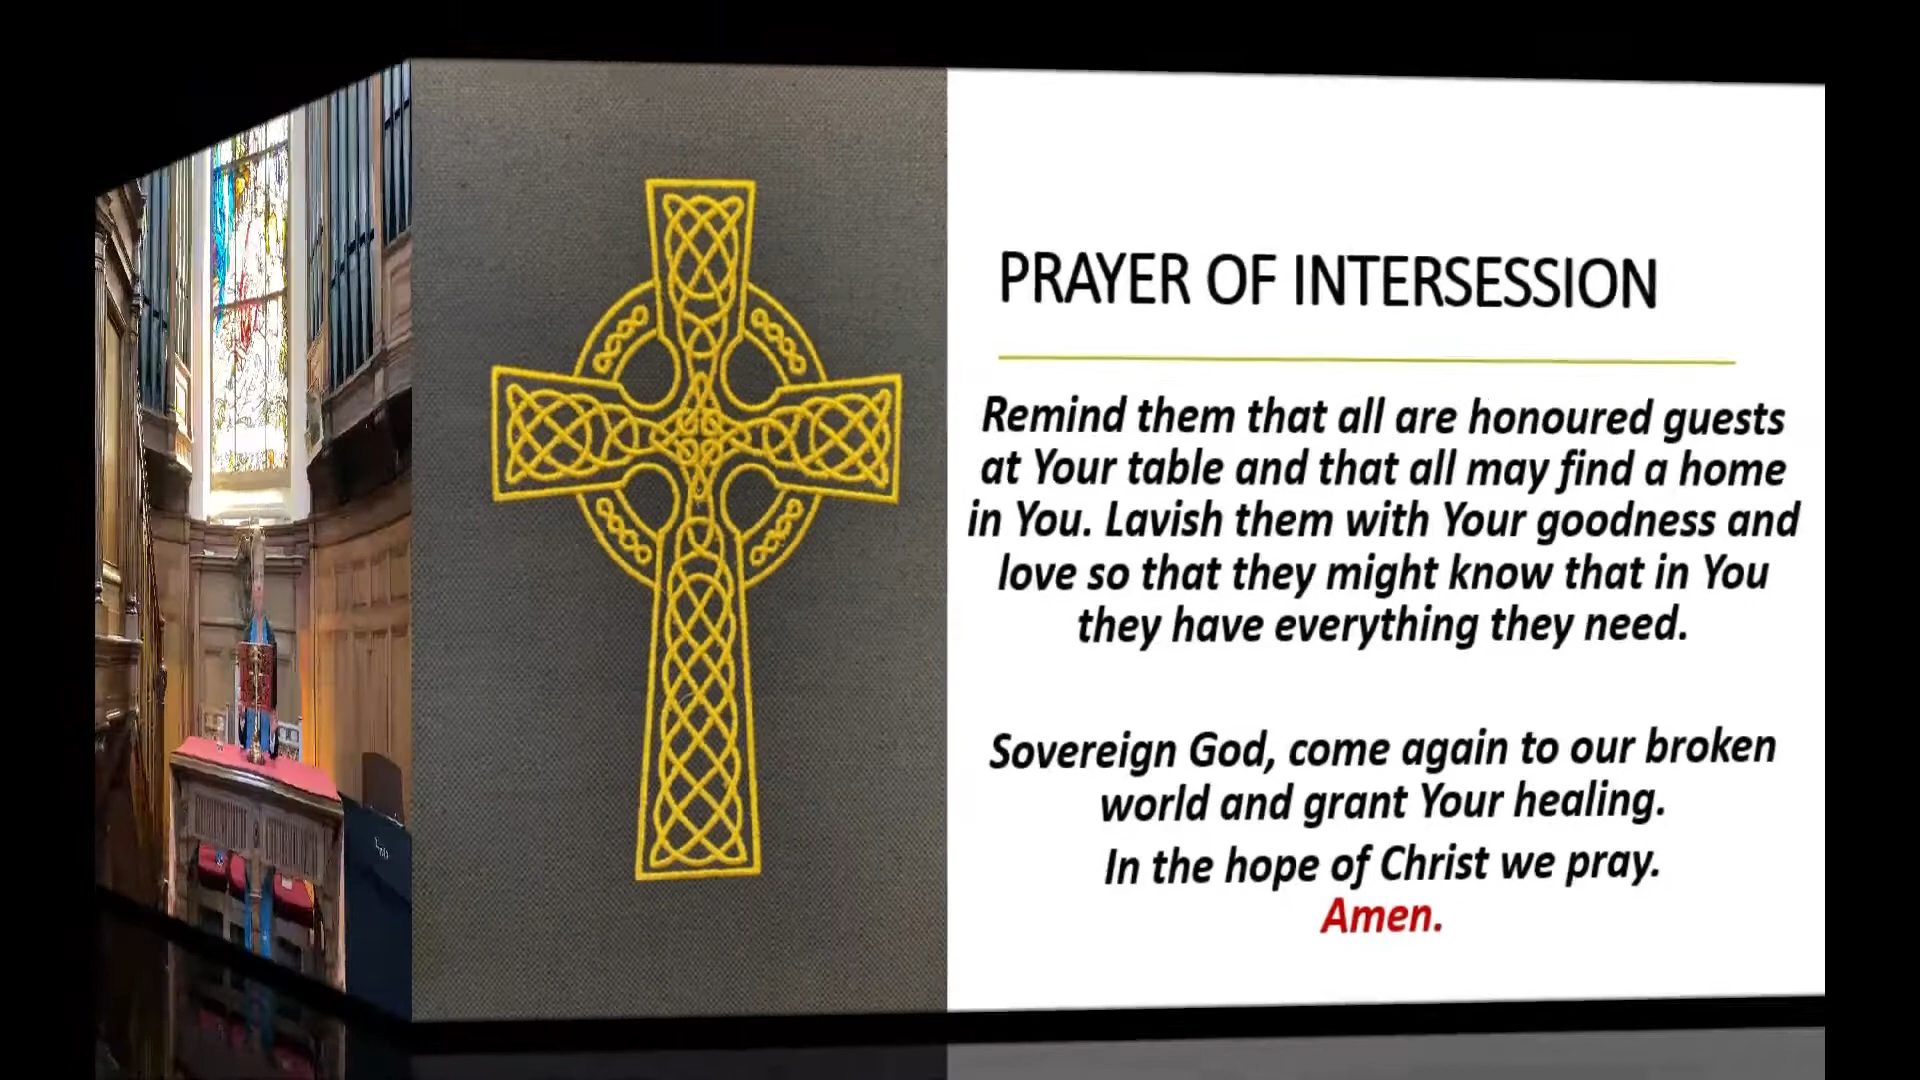 PRAYER OF INTERSESSION
Remind them that all are honoured guests
at Your table and that all may find a home
in You. Lavish them with Your goodness and
love so that they might know that in You
they have everything they need.
Sovereign God, come again to our broken
world and grant Your healing.
In the hope of Christ we pray.
Amen.